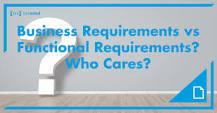 Business Requirements vs
Functional Requirements?
Who Cares?